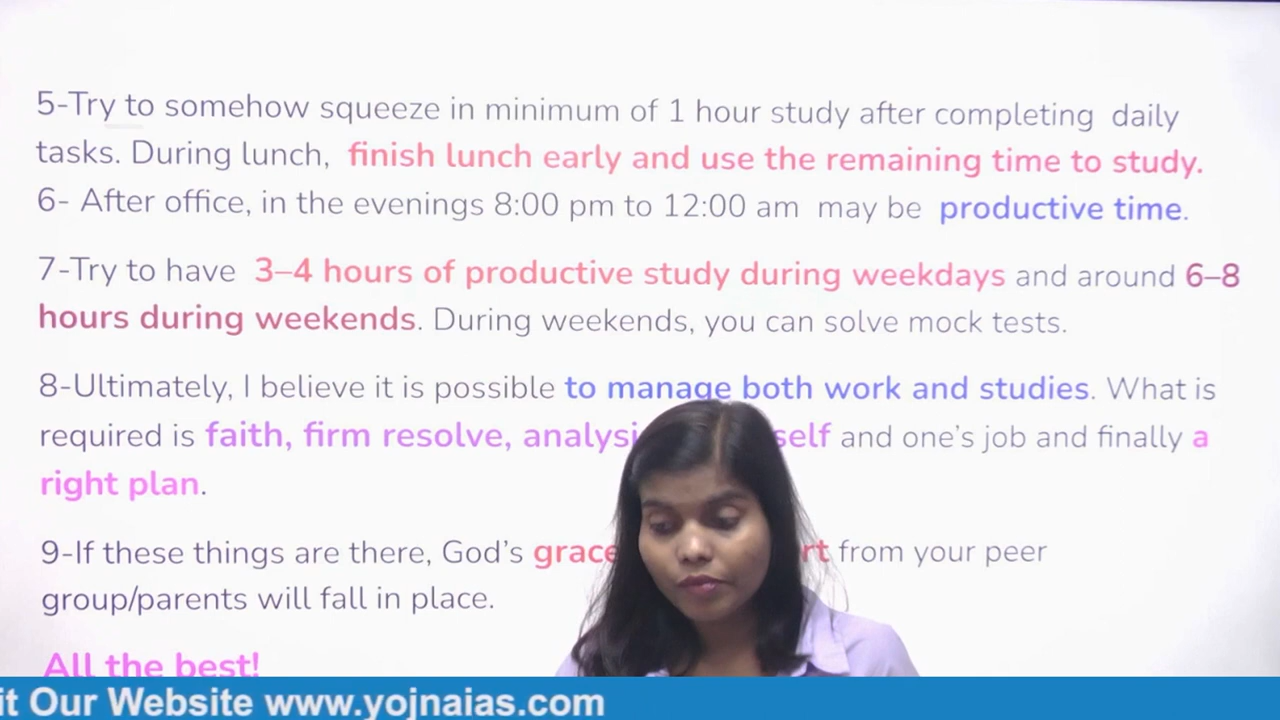 5-Try to somehow squeeze in minimum of 1 hour study after completing daily
tasks. During lunch, finish lunch early and use the remaining time to study.
6- After office, in the evenings 8:00 pm to 12:00 am may be productive time.
7-Try to have 3–4 hours of productive study during weekdays and around 6–8
hours during weekends. During weekends, you can solve mock tests.
8-Ultimately, I believe it is possible to manage both work and studies. What is
required is faith, firm resolve, self and one's job and finally a
right plan.
9-If these things are there, God's grace from your peer
group/parents will fall in place.
All the best!
Our Website www.yojnaias.com